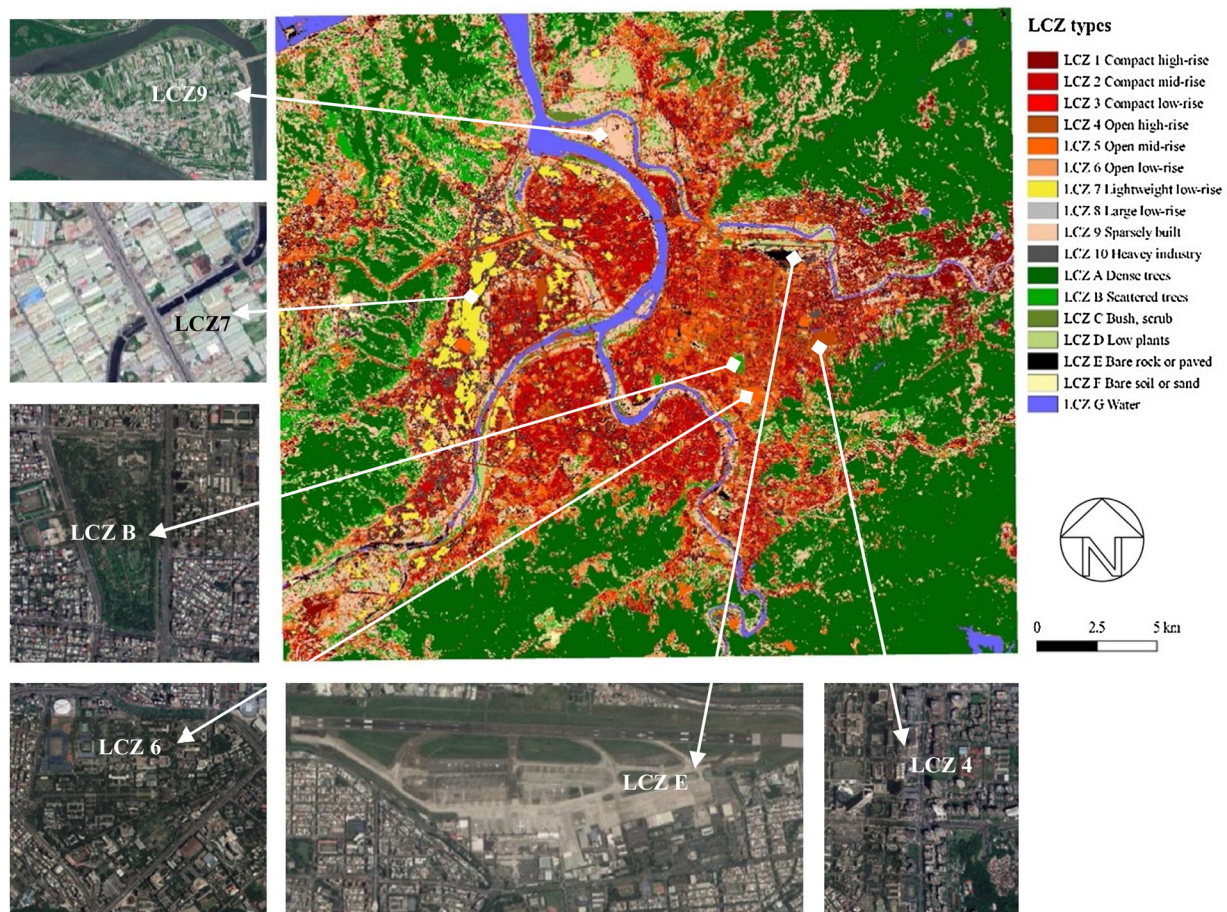 LCZ types
LCZ9
LCZ 1 Compact high-rise
LCZ 2 Compact mid-rise
LCZ 3 Compact low-rise
LCZ 4 Open high-rise
LCZ 5 Open mid-rise
LCZ 6 Open low-rise
LCZ 7 Lightweight low-rise
LCZ 8 Large low-rise
LCZ 9 Sparsely built
LCZ 10 Heavey industry
LCZ A Dense trees
LCZ B Scattered trees
LCZ C Bush, scrub
LCZ D Low plants
LCZ E Bare rock or paved
LCZ F Bare soil or sand
LCZ G Water
LCZ7
LCZ B
N
0 2.5 5 km
LCZ 6
LCZ E
LCZ 4